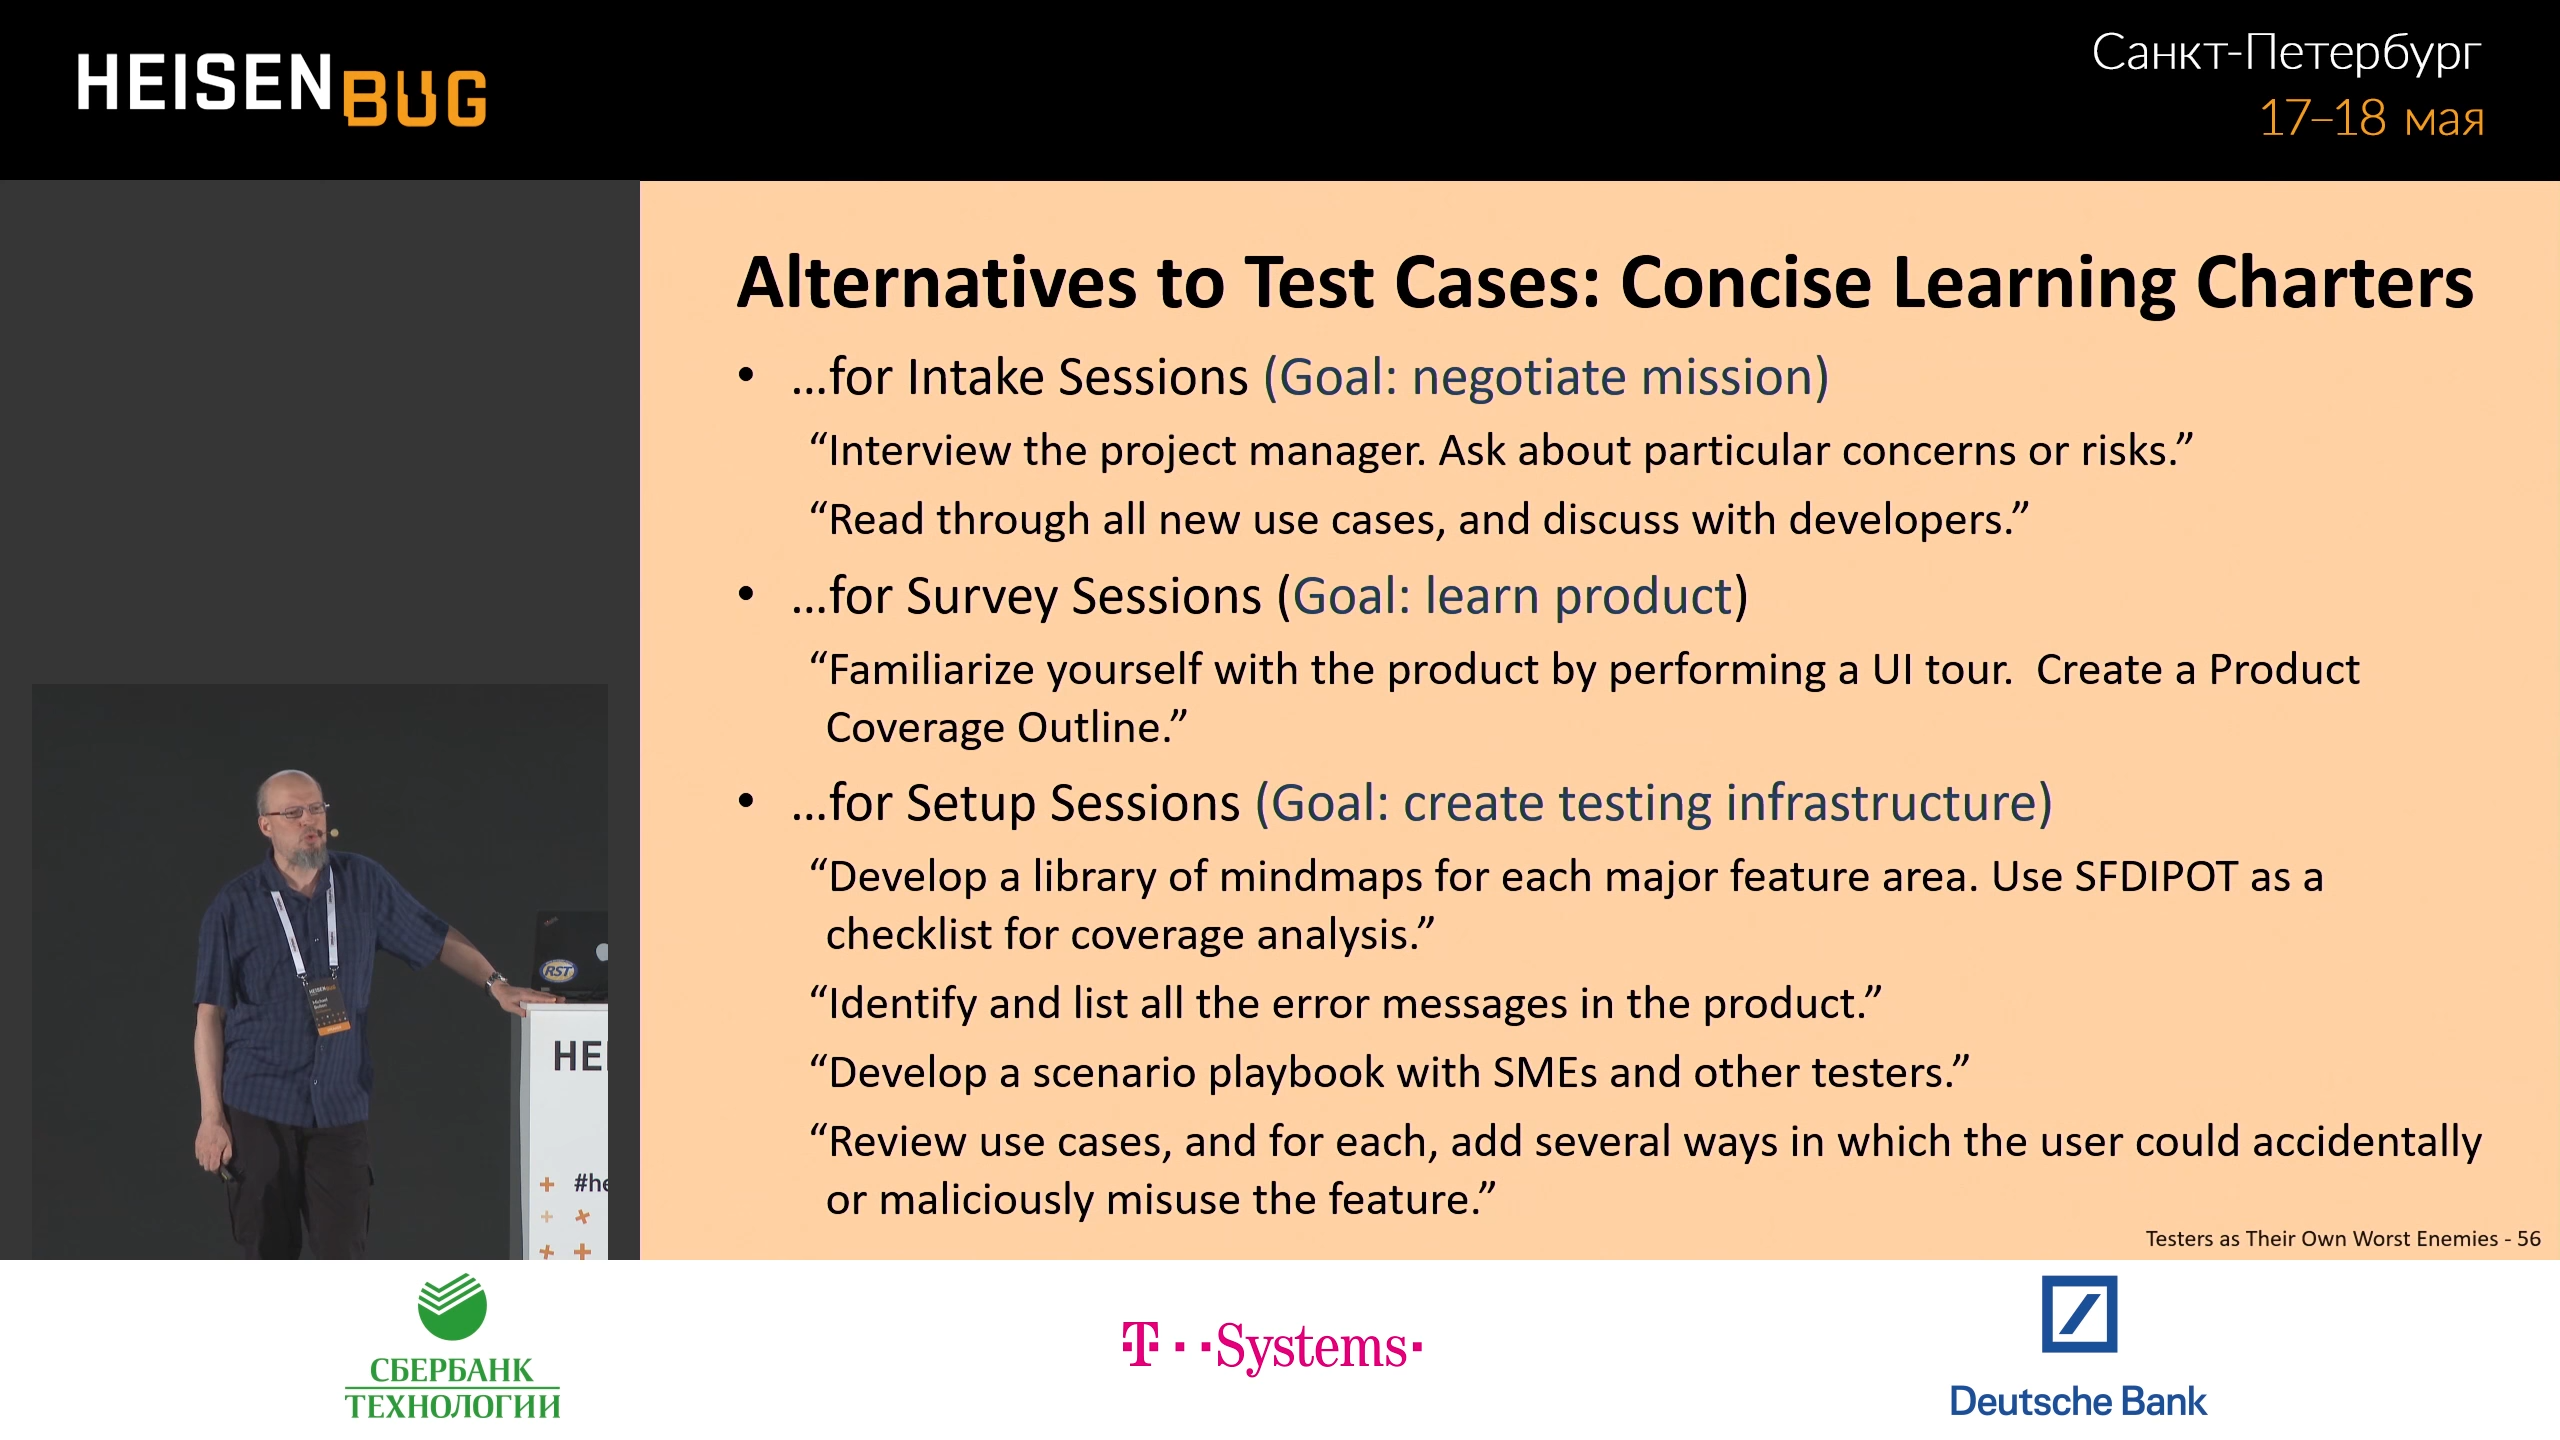 HEISENBUG
Санкт-Петербург
17–18 мая
Alternatives to Test Cases: Concise Learning Charters
• …for Intake Sessions (Goal: negotiate mission)
“Interview the project manager. Ask about particular concerns or risks.”
“Read through all new use cases, and discuss with developers.”
• …for Survey Sessions (Goal: learn product)
“Familiarize yourself with the product by performing a UI tour.  Create a Product
Coverage Outline.”
• …for Setup Sessions (Goal: create testing infrastructure)
“Develop a library of mindmaps for each major feature area. Use SFDIPOT as a
checklist for coverage analysis.”
“Identify and list all the error messages in the product.”
“Develop a scenario playbook with SMEs and other testers.”
“Review use cases, and for each, add several ways in which the user could accidentally
or maliciously misuse the feature.”
Testers as Their Own Worst Enemies - 56
RST
HEI
#he
СБЕРБАНК
ТЕХНОЛОГИИ
T··Systems·
Deutsche Bank